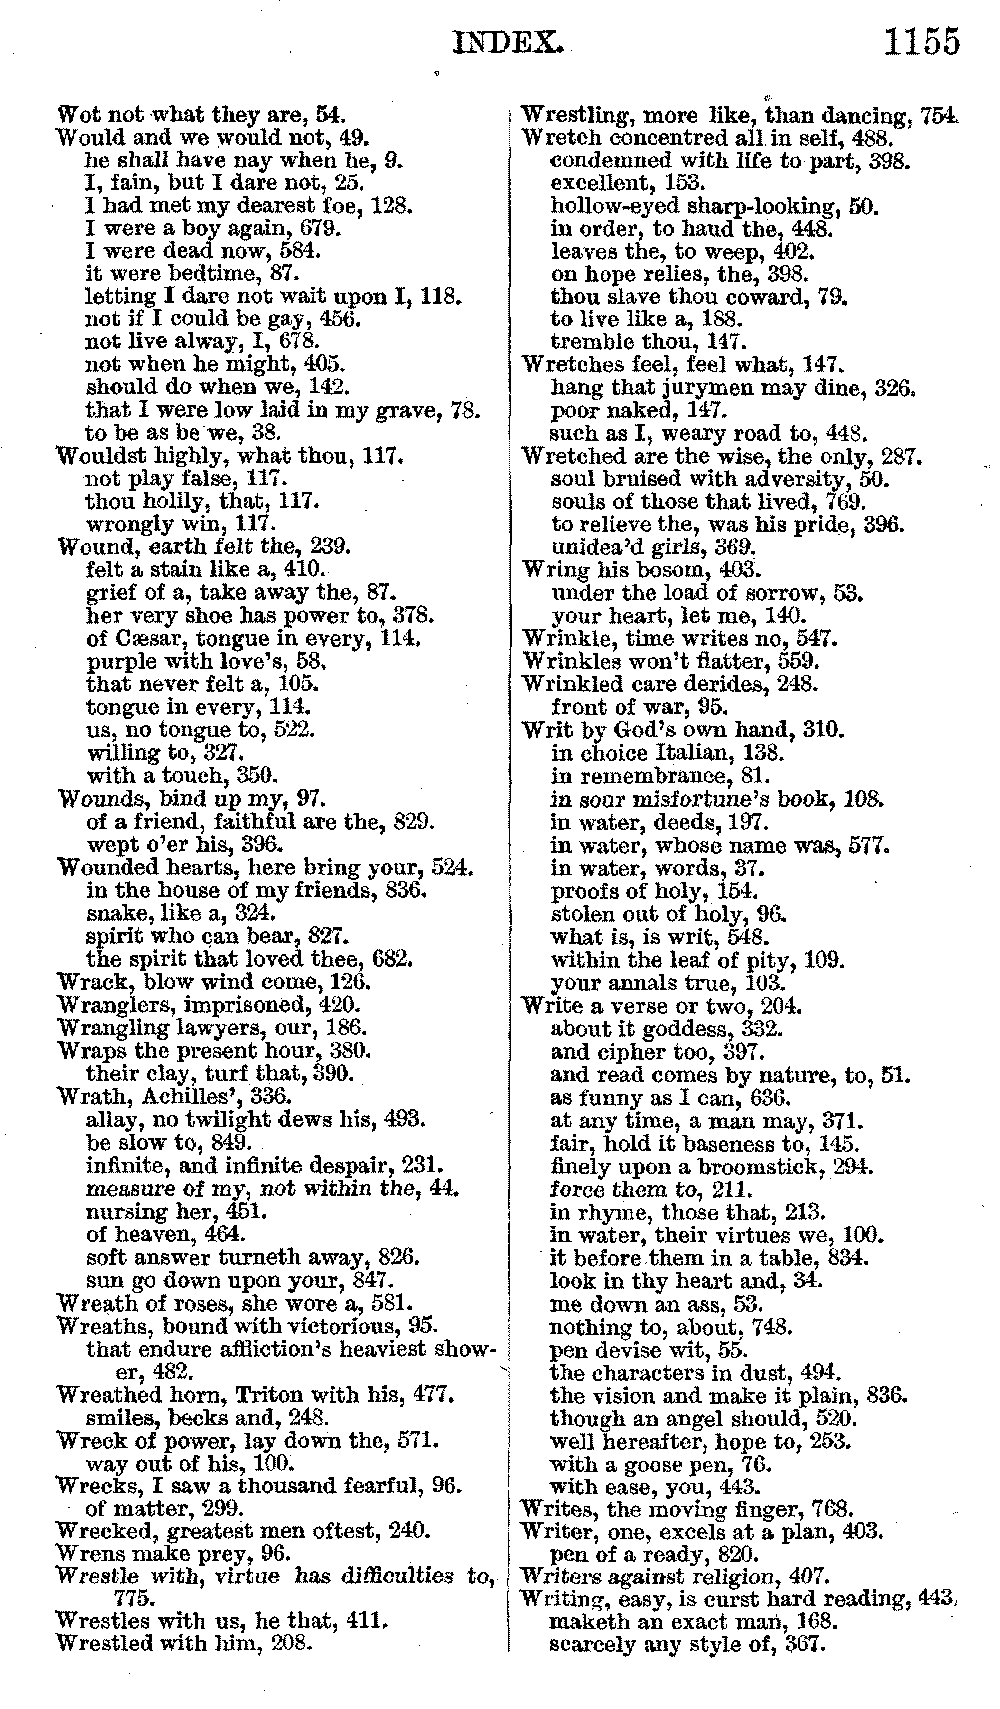 INDEX.
1155
Wot not what they are, 54.
Would and we would not, 49.
he shall have nay when he, 9.
I, fain, but I dare not, 25.
I had met my dearest foe, 128.
I were a boy again, 679.
I were dead now, 584.
it were bedtime, 87.
letting I dare not wait upon I, 118.
not if I could be gay, 456.
not live alway, I, 678.
not when he might, 405.
should do when we, 142.
that I were low laid in my grave, 78.
to be as be we, 38.
Wouldst highly, what thou, 117.
not play false, 117.
thou holily, that, 117.
wrongly win, 117.
Wound, earth felt the, 239.
felt a stain like a, 410.
grief of a, take away the, 87.
her very shoe has power to, 378.
of Cæsar, tongue in every, 114.
purple with love's, 58.
that never felt a, 105.
tongue in every, 114.
us, no tongue to, 522.
willing to, 327.
with a touch, 350.
Wounds, bind up my, 97.
of a friend, faithful are the, 829.
wept o'er his, 396.
Wounded hearts, here bring your, 524.
in the house of my friends, 836.
snake, like a, 324.
spirit who can bear, 827.
the spirit that loved thee, 682.
Wrack, blow wind come, 126.
Wranglers, imprisoned, 420.
Wrangling lawyers, our, 186.
Wraps the present hour, 380.
their clay, turf that, 390.
Wrath, Achilles', 336.
allay, no twilight dews his, 493.
be slow to, 849.
infinite, and infinite despair, 231.
measure of my, not within the, 44.
nursing her, 451.
of heaven, 464.
soft answer turneth away, 826.
sun go down upon your, 847.
Wreath of roses, she wore a, 581.
Wreaths, bound with victorious, 95.
that endure affliction's heaviest show-
er, 482.
Wreathed horn, Triton with his, 477.
smiles, becks and, 248.
Wreck of power, lay down the, 571.
way out of his, 100.
Wrecks, I saw a thousand fearful, 96.
of matter, 299.
Wrecked, greatest men oftest, 240.
Wrens make prey, 96.
Wrestle with, virtue has difficulties to,
775.
Wrestles with us, he that, 411.
Wrestled with him, 208.
Wrestling, more like, than dancing, 754.
Wretch concentred all in self, 488.
condemned with life to part, 398.
excellent, 153.
hollow-eyed sharp-looking, 50.
in order, to haud the, 448.
leaves the, to weep, 402.
on hope relies, the, 398.
thou slave thou coward, 79.
to live like a, 188.
tremble thou, 147.
Wretches feel, feel what, 147.
hang that jurymen may dine, 326.
poor naked, 147.
such as I, weary road to, 448.
Wretched are the wise, the only, 287.
soul bruised with adversity, 50.
souls of those that lived, 769.
to relieve the, was his pride, 396.
unidea'd girls, 369.
Wring his bosom, 403.
under the load of sorrow, 53.
your heart, let me, 140.
Wrinkle, time writes no, 547.
Wrinkles won't flatter, 559.
Wrinkled care derides, 248.
front of war, 95.
Writ by God's own hand, 310.
in choice Italian, 138.
in remembrance, 81.
in sour misfortune's book, 108.
in water, deeds, 197.
in water, whose name was, 577.
in water, words, 37.
proofs of holy, 154.
stolen out of holy, 96.
what is, is writ, 548.
within the leaf of pity, 109.
your annals true, 103.
Write a verse or two, 204.
about it goddess, 332.
and cipher too, 397.
and read comes by nature, to, 51.
as funny as I can, 636.
at any time, a man may, 371.
fair, hold it baseness to, 145.
finely upon a broomstick, 294.
force them to, 211.
in rhyme, those that, 213.
in water, their virtues we, 100.
it before them in a table, 834.
look in thy heart and, 34.
me down an ass, 53.
nothing to, about, 748.
pen devise wit, 55.
the characters in dust, 494.
the vision and make it plain, 836.
though an angel should, 520.
well hereafter, hope to, 253.
with a goose pen, 76.
with ease, you, 443.
Writes, the moving finger, 768.
Writer, one, excels at a plan, 403.
pen of a ready, 820.
Writers against religion, 407.
Writing, easy, is curst hard reading, 443.
maketh an exact man, 168.
scarcely any style of, 367.